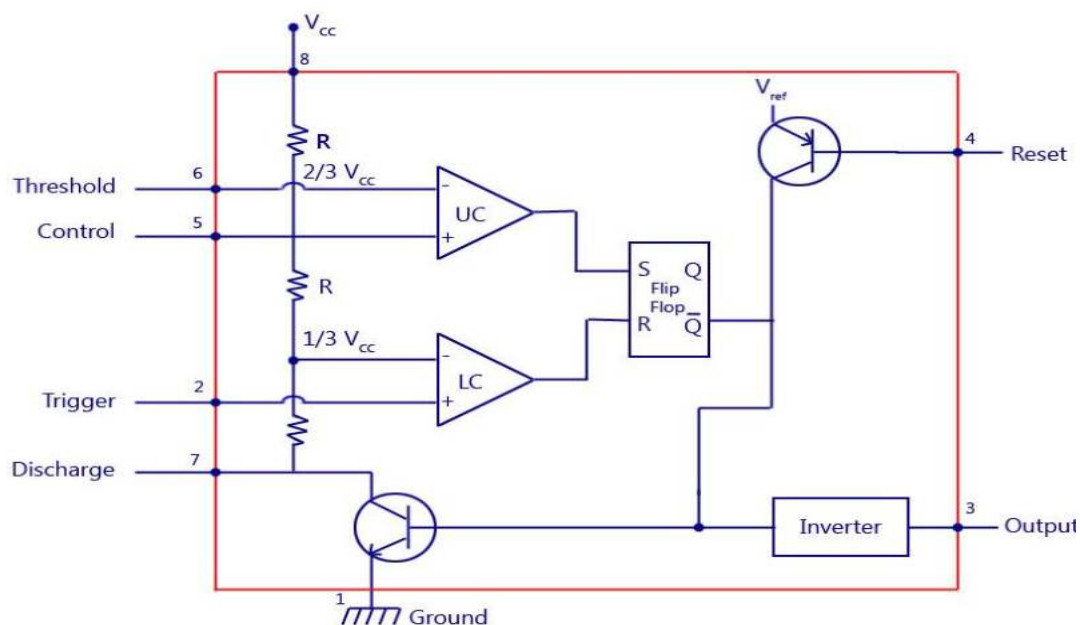 Vcc
8
R
Vref
4
Reset
Threshold
6
2/3 Vcc
-
UC
Control
5
+
S
Q
Flip
Flop
R
Q̅
R
1/3 Vcc
-
LC
Trigger
2
+
Discharge
7
Inverter
3
Output
1
Ground